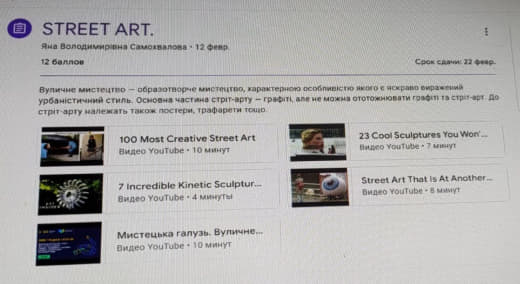 STREET ART.
Яна Володимирівна Самохвалова • 12 февр.
12 баллов
Срок сдачи: 22 февр.
Вуличне мистецтво — образотворче мистецтво, характерною особливістю якого є яскраво виражений
урбаністичний стиль. Основна частина стріт-арту — графіті, але не можна ототожнювати графіті та стріт-арт. До
стріт-арту належать також постери, трафарети тощо.
100 Most Creative Street Art
Видео YouTube • 10 минут
23 Cool Sculptures You Won'...
Видео YouTube • 7 минут
7 Incredible Kinetic Sculptur...
Видео YouTube • 4 минуты
Street Art That Is At Another...
Видео YouTube • 8 минут
Мистецька галузь. Вуличне...
Видео YouTube • 10 минут